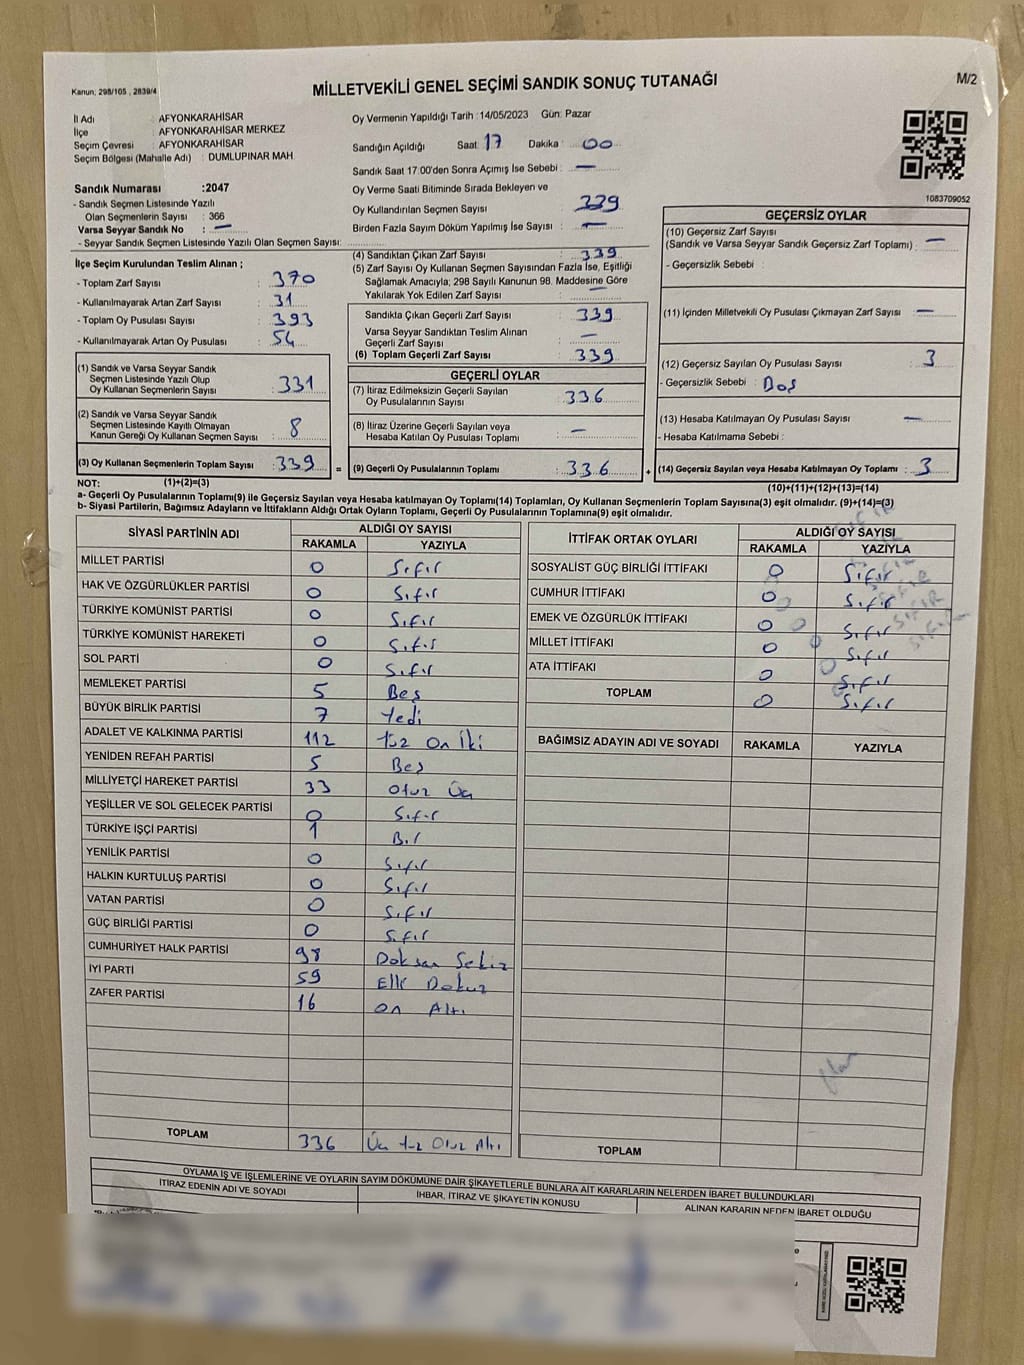 Kanun; 298/105 , 2839/4
MİLLETVEKİLİ GENEL SEÇİMİ SANDIK SONUÇ TUTANAĞI
M/2
İl Adı : AFYONKARAHİSAR
İlçe : AFYONKARAHİSAR MERKEZ
Seçim Çevresi : AFYONKARAHİSAR
Seçim Bölgesi (Mahalle Adı) : DUMLUPINAR MAH
Sandık Numarası :2047
- Sandık Seçmen Listesinde Yazılı
Olan Seçmenlerin Sayısı : 366
Varsa Seyyar Sandık No : —
- Seyyar Sandık Seçmen Listesinde Yazılı Olan Seçmen Sayısı:
Oy Vermenin Yapıldığı Tarih :14/05/2023 Gün: Pazar
Sandığın Açıldığı Saat 17 Dakika : 00
Sandık Saat 17:00'den Sonra Açımış İse Sebebi : —
Oy Verme Saati Bitiminde Sırada Bekleyen ve
Oy Kullandırılan Seçmen Sayısı : 339
Birden Fazla Sayım Döküm Yapılmış İse Sayısı : —
1083709052
İlçe Seçim Kurulundan Teslim Alınan ;
- Toplam Zarf Sayısı : 370
- Kullanılmayarak Artan Zarf Sayısı : 31
- Toplam Oy Pusulası Sayısı : 393
- Kullanılmayarak Artan Oy Pusulası : 54
(1) Sandık ve Varsa Seyyar Sandık
Seçmen Listesinde Yazılı Olup
Oy Kullanan Seçmenlerin Sayısı : 331
(2) Sandık ve Varsa Seyyar Sandık
Seçmen Listesinde Kayıtlı Olmayan
Kanun Gereği Oy Kullanan Seçmen Sayısı : 8
(3) Oy Kullanan Seçmenlerin Toplam Sayısı : 339 =
(4) Sandıktan Çıkan Zarf Sayısı : 339
(5) Zarf Sayısı Oy Kullanan Seçmen Sayısından Fazla İse, Eşitliği
Sağlamak Amacıyla; 298 Sayılı Kanunun 98. Maddesine Göre
Yakılarak Yok Edilen Zarf Sayısı : —
Sandıkta Çıkan Geçerli Zarf Sayısı : 339
Varsa Seyyar Sandıktan Teslim Alınan
Geçerli Zarf Sayısı : —
(6) Toplam Geçerli Zarf Sayısı : 339
GEÇERLİ OYLAR
(7) İtiraz Edilmeksizin Geçerli Sayılan
Oy Pusulalarının Sayısı : 336
(8) İtiraz Üzerine Geçerli Sayılan veya
Hesaba Katılan Oy Pusulası Toplamı : —
(9) Geçerli Oy Pusulalarının Toplamı : 336 +
GEÇERSİZ OYLAR
(10) Geçersiz Zarf Sayısı
(Sandık ve Varsa Seyyar Sandık Geçersiz Zarf Toplamı) : —
- Geçersizlik Sebebi :
(11) İçinden Milletvekili Oy Pusulası Çıkmayan Zarf Sayısı : —
(12) Geçersiz Sayılan Oy Pusulası Sayısı : 3
- Geçersizlik Sebebi : Boş
(13) Hesaba Katılmayan Oy Pusulası Sayısı : —
- Hesaba Katılmama Sebebi :
(14) Geçersiz Sayılan veya Hesaba Katılmayan Oy Toplamı : 3
NOT: (1)+(2)=(3)
(10)+(11)+(12)+(13)=(14)
a- Geçerli Oy Pusulalarının Toplamı(9) ile Geçersiz Sayılan veya Hesaba katılmayan Oy Toplamı(14) Toplamları, Oy Kullanan Seçmenlerin Toplam Sayısına(3) eşit olmalıdır. (9)+(14)=(3)
b- Siyasi Partilerin, Bağımsız Adayların ve İttifakların Aldığı Ortak Oyların Toplamı, Geçerli Oy Pusulalarının Toplamına(9) eşit olmalıdır.
SİYASİ PARTİNİN ADI ALDIĞI OY SAYISI
RAKAMLA YAZIYLA
MİLLET PARTİSİ 0 Sıfır
HAK VE ÖZGÜRLÜKLER PARTİSİ 0 Sıfır
TÜRKİYE KOMÜNİST PARTİSİ 0 Sıfır
TÜRKİYE KOMÜNİST HAREKETİ 0 Sıfır
SOL PARTİ 0 Sıfır
MEMLEKET PARTİSİ 5 Beş
BÜYÜK BİRLİK PARTİSİ 7 Yedi
ADALET VE KALKINMA PARTİSİ 112 Yüz On İki
YENİDEN REFAH PARTİSİ 5 Beş
MİLLİYETÇİ HAREKET PARTİSİ 33 Otuz Üç
YEŞİLLER VE SOL GELECEK PARTİSİ 0 Sıfır
TÜRKİYE İŞÇİ PARTİSİ 1 Bir
YENİLİK PARTİSİ 0 Sıfır
HALKIN KURTULUŞ PARTİSİ 0 Sıfır
VATAN PARTİSİ 0 Sıfır
GÜÇ BİRLİĞİ PARTİSİ 0 Sıfır
CUMHURİYET HALK PARTİSİ 98 Doksan Sekiz
İYİ PARTİ 59 Elli Dokuz
ZAFER PARTİSİ 16 On Altı
TOPLAM 336 Üç Yüz Otuz Altı
İTTİFAK ORTAK OYLARI ALDIĞI OY SAYISI
RAKAMLA YAZIYLA
SOSYALİST GÜÇ BİRLİĞİ İTTİFAKI 0 Sıfır
CUMHUR İTTİFAKI 0 Sıfır
EMEK VE ÖZGÜRLÜK İTTİFAKI 0 Sıfır
MİLLET İTTİFAKI 0 Sıfır
ATA İTTİFAKI 0 Sıfır
TOPLAM 0 Sıfır
BAĞIMSIZ ADAYIN ADI VE SOYADI RAKAMLA YAZIYLA
TOPLAM
OYLAMA İŞ VE İŞLEMLERİNE VE OYLARIN SAYIM DÖKÜMÜNE DAİR ŞİKAYETLERLE BUNLARA AİT KARARLARIN NELERDEN İBARET BULUNDUKLARI
İTİRAZ EDENİN ADI VE SOYADI İHBAR, İTİRAZ VE ŞİKAYETİN KONUSU ALINAN KARARIN NEDEN İBARET OLDUĞU